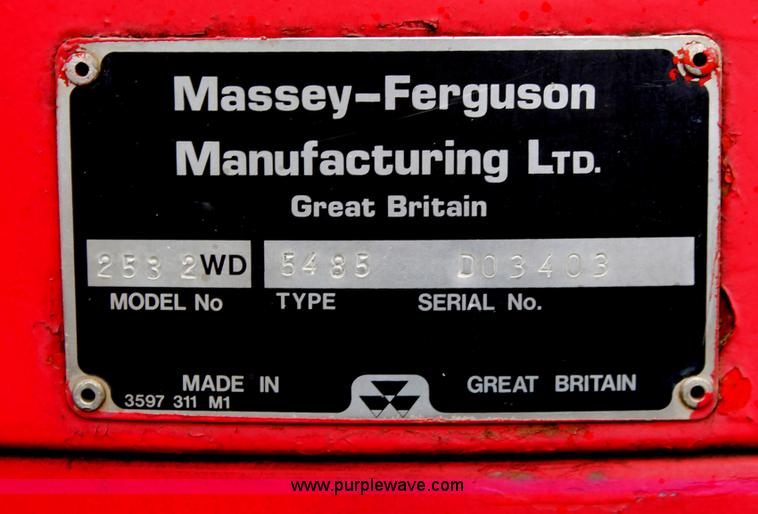 Massey-Ferguson
Manufacturing LTD.
Great Britain
253 2WD 5485 D03403
MODEL No TYPE SERIAL No.
MADE IN GREAT BRITAIN
3597 311 M1
www.purplewave.com